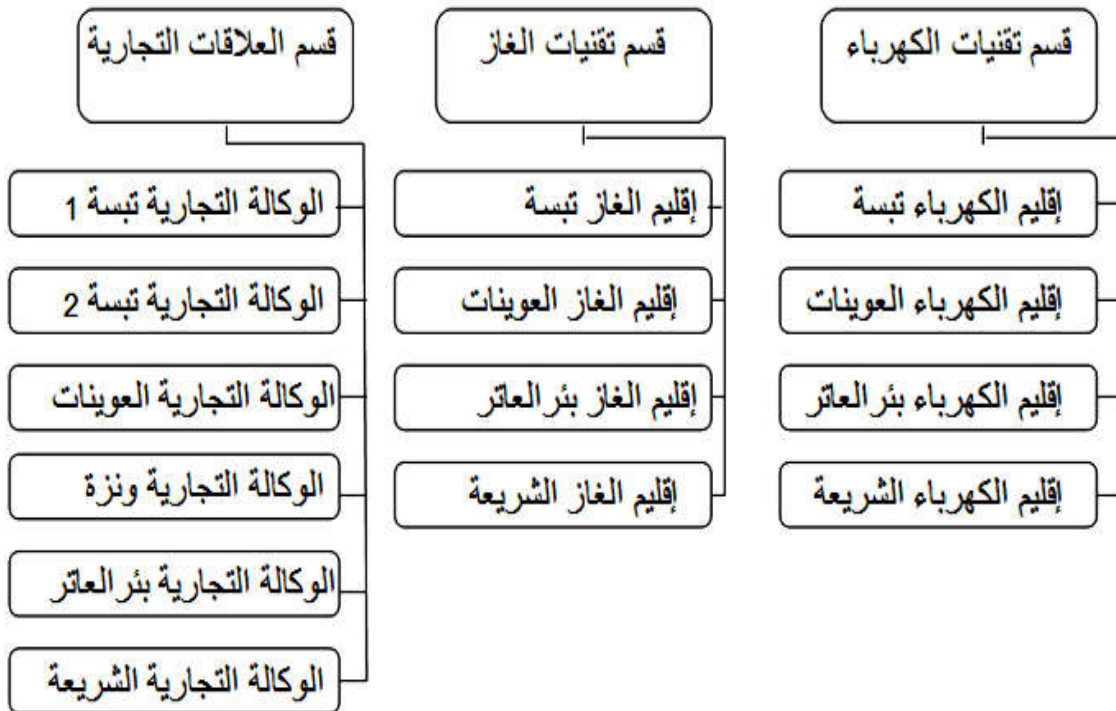 قسم تقنيات الكهرباء
إقليم الكهرباء تبسة
إقليم الكهرباء العوينات
إقليم الكهرباء بئر العاتر
إقليم الكهرباء الشريعة
قسم تقنيات الغاز
إقليم الغاز تبسة
إقليم الغاز العوينات
إقليم الغاز بئر العاتر
إقليم الغاز الشريعة
قسم العلاقات التجارية
الوكالة التجارية تبسة 1
الوكالة التجارية تبسة 2
الوكالة التجارية العوينات
الوكالة التجارية ونزة
الوكالة التجارية بئر العاتر
الوكالة التجارية الشريعة